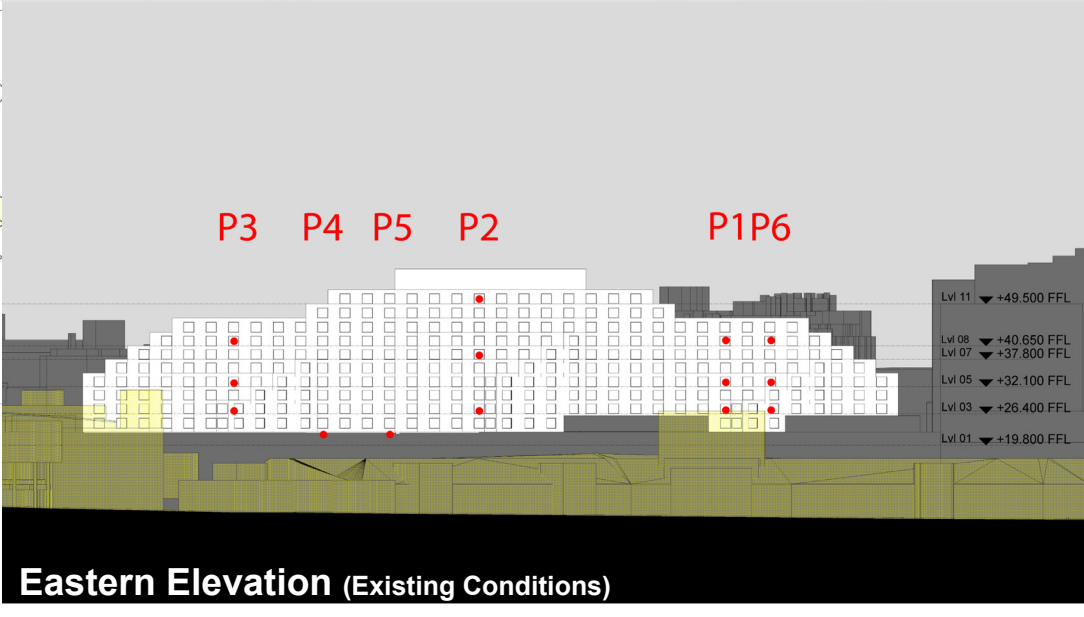 P3 P4 P5 P2 P1 P6
Lvl 11 +49.500 FFL
Lvl 08 +40.650 FFL
Lvl 07 +37.800 FFL
Lvl 05 +32.100 FFL
Lvl 03 +26.400 FFL
Lvl 01 +19.800 FFL
Eastern Elevation (Existing Conditions)